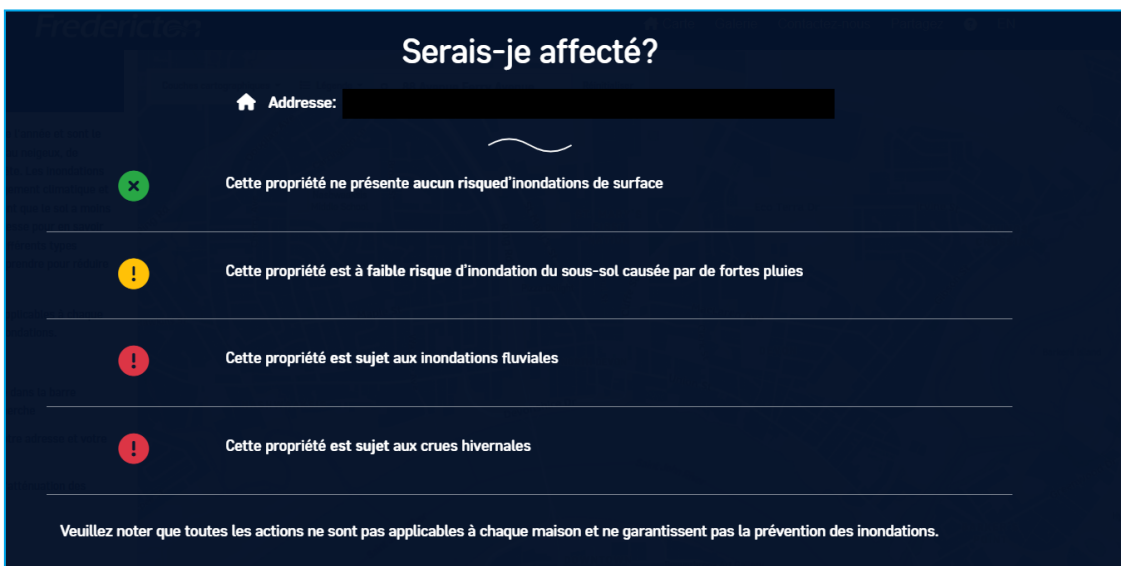 Fredericton
Serais-je affecté?
Addresse:
Cette propriété ne présente aucun risqued'inondations de surface
Cette propriété est à faible risque d'inondation du sous-sol causée par de fortes pluies
Cette propriété est sujet aux inondations fluviales
Cette propriété est sujet aux crues hivernales
Veuillez noter que toutes les actions ne sont pas applicables à chaque maison et ne garantissent pas la prévention des inondations.